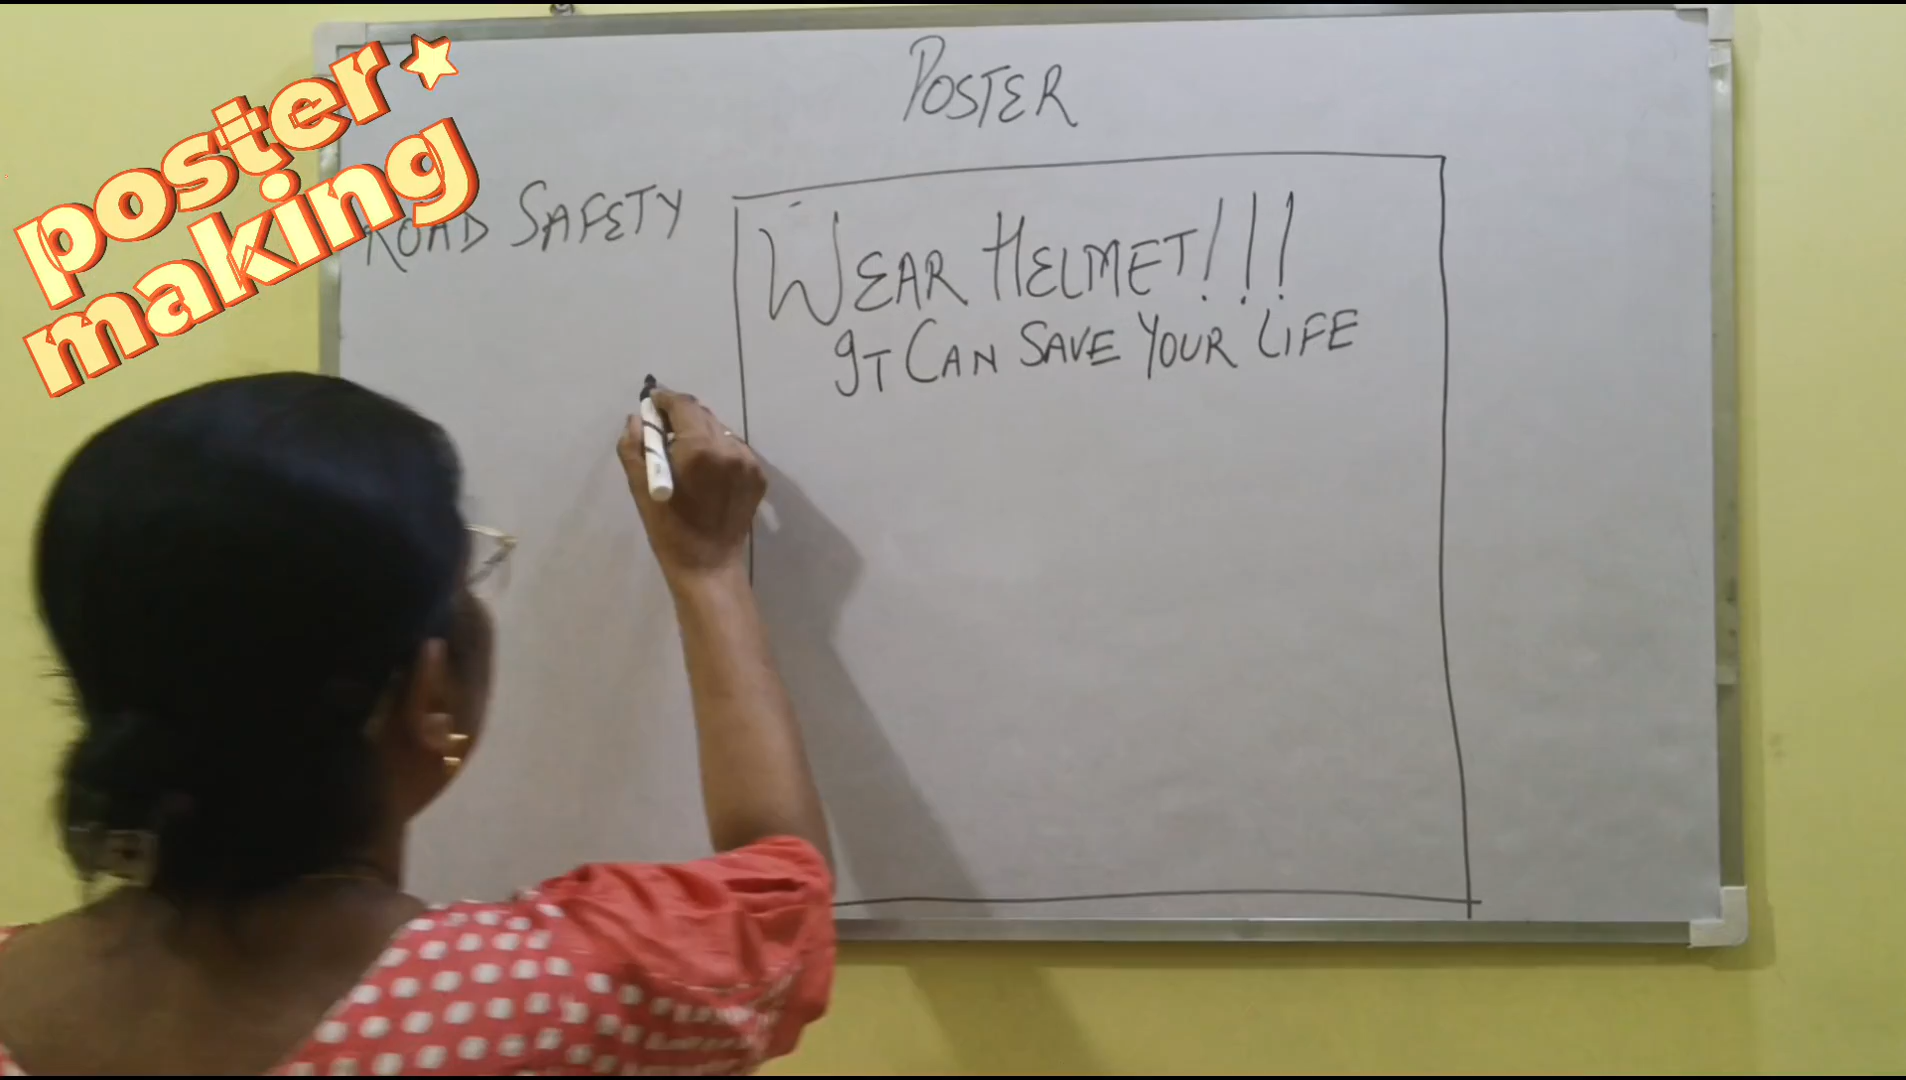 poster
making
POSTER
ROAD SAFETY
WEAR HELMET!!!
IT CAN SAVE YOUR LIFE